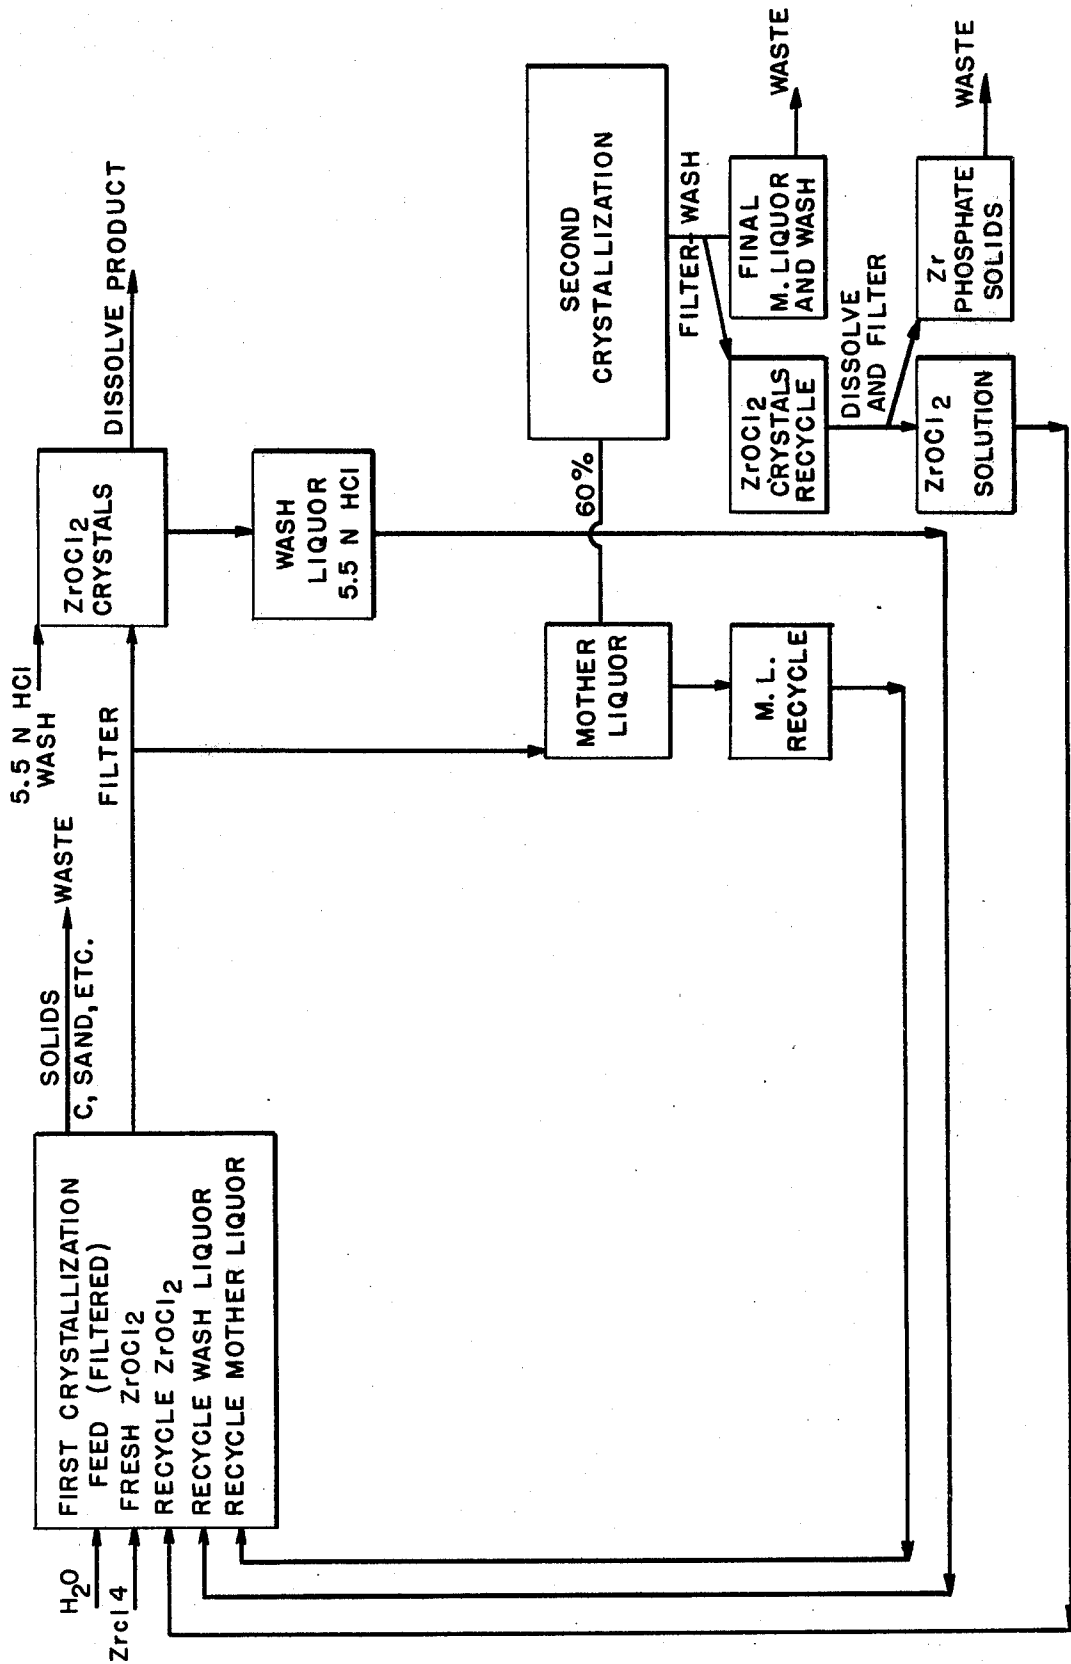 H2O
Zrcl4
FIRST CRYSTALLIZATION
FEED (FILTERED)
FRESH ZrOCl2
RECYCLE ZrOCl2
RECYCLE WASH LIQUOR
RECYCLE MOTHER LIQUOR
SOLIDS
C, SAND, ETC.
WASTE
5.5 N HCl
WASH
FILTER
ZrOCl2
CRYSTALS
DISSOLVE PRODUCT
WASH
LIQUOR
5.5 N HCl
MOTHER
LIQUOR
60%
SECOND
CRYSTALLIZATION
M. L.
RECYCLE
FILTER-WASH
ZrOCl2
CRYSTALS
RECYCLE
FINAL
M. LIQUOR
AND WASH
WASTE
DISSOLVE
AND FILTER
ZrOCl2
SOLUTION
Zr
PHOSPHATE
SOLIDS
WASTE